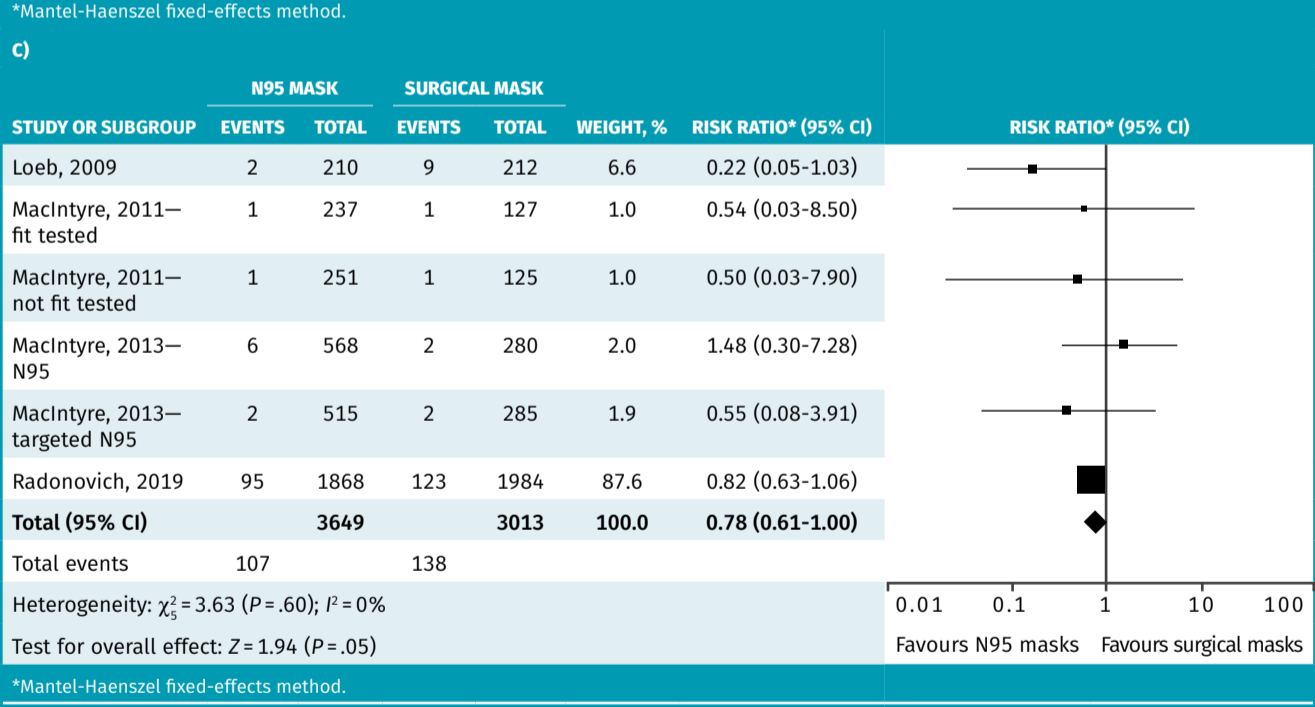 *Mantel-Haenszel fixed-effects method.
c)
N95 MASK SURGICAL MASK
STUDY OR SUBGROUP EVENTS TOTAL EVENTS TOTAL WEIGHT, % RISK RATIO* (95% CI) RISK RATIO* (95% CI)
Loeb, 2009 2 210 9 212 6.6 0.22 (0.05-1.03)
MacIntyre, 2011— 1 237 1 127 1.0 0.54 (0.03-8.50)
fit tested
MacIntyre, 2011— 1 251 1 125 1.0 0.50 (0.03-7.90)
not fit tested
MacIntyre, 2013— 6 568 2 280 2.0 1.48 (0.30-7.28)
N95
MacIntyre, 2013— 2 515 2 285 1.9 0.55 (0.08-3.91)
targeted N95
Radonovich, 2019 95 1868 123 1984 87.6 0.82 (0.63-1.06)
Total (95% CI) 3649 3013 100.0 0.78 (0.61-1.00)
Total events 107 138
Heterogeneity: χ²₅ = 3.63 (P = .60); I² = 0%
0.01 0.1 1 10 100
Test for overall effect: Z = 1.94 (P = .05)
Favours N95 masks Favours surgical masks
*Mantel-Haenszel fixed-effects method.